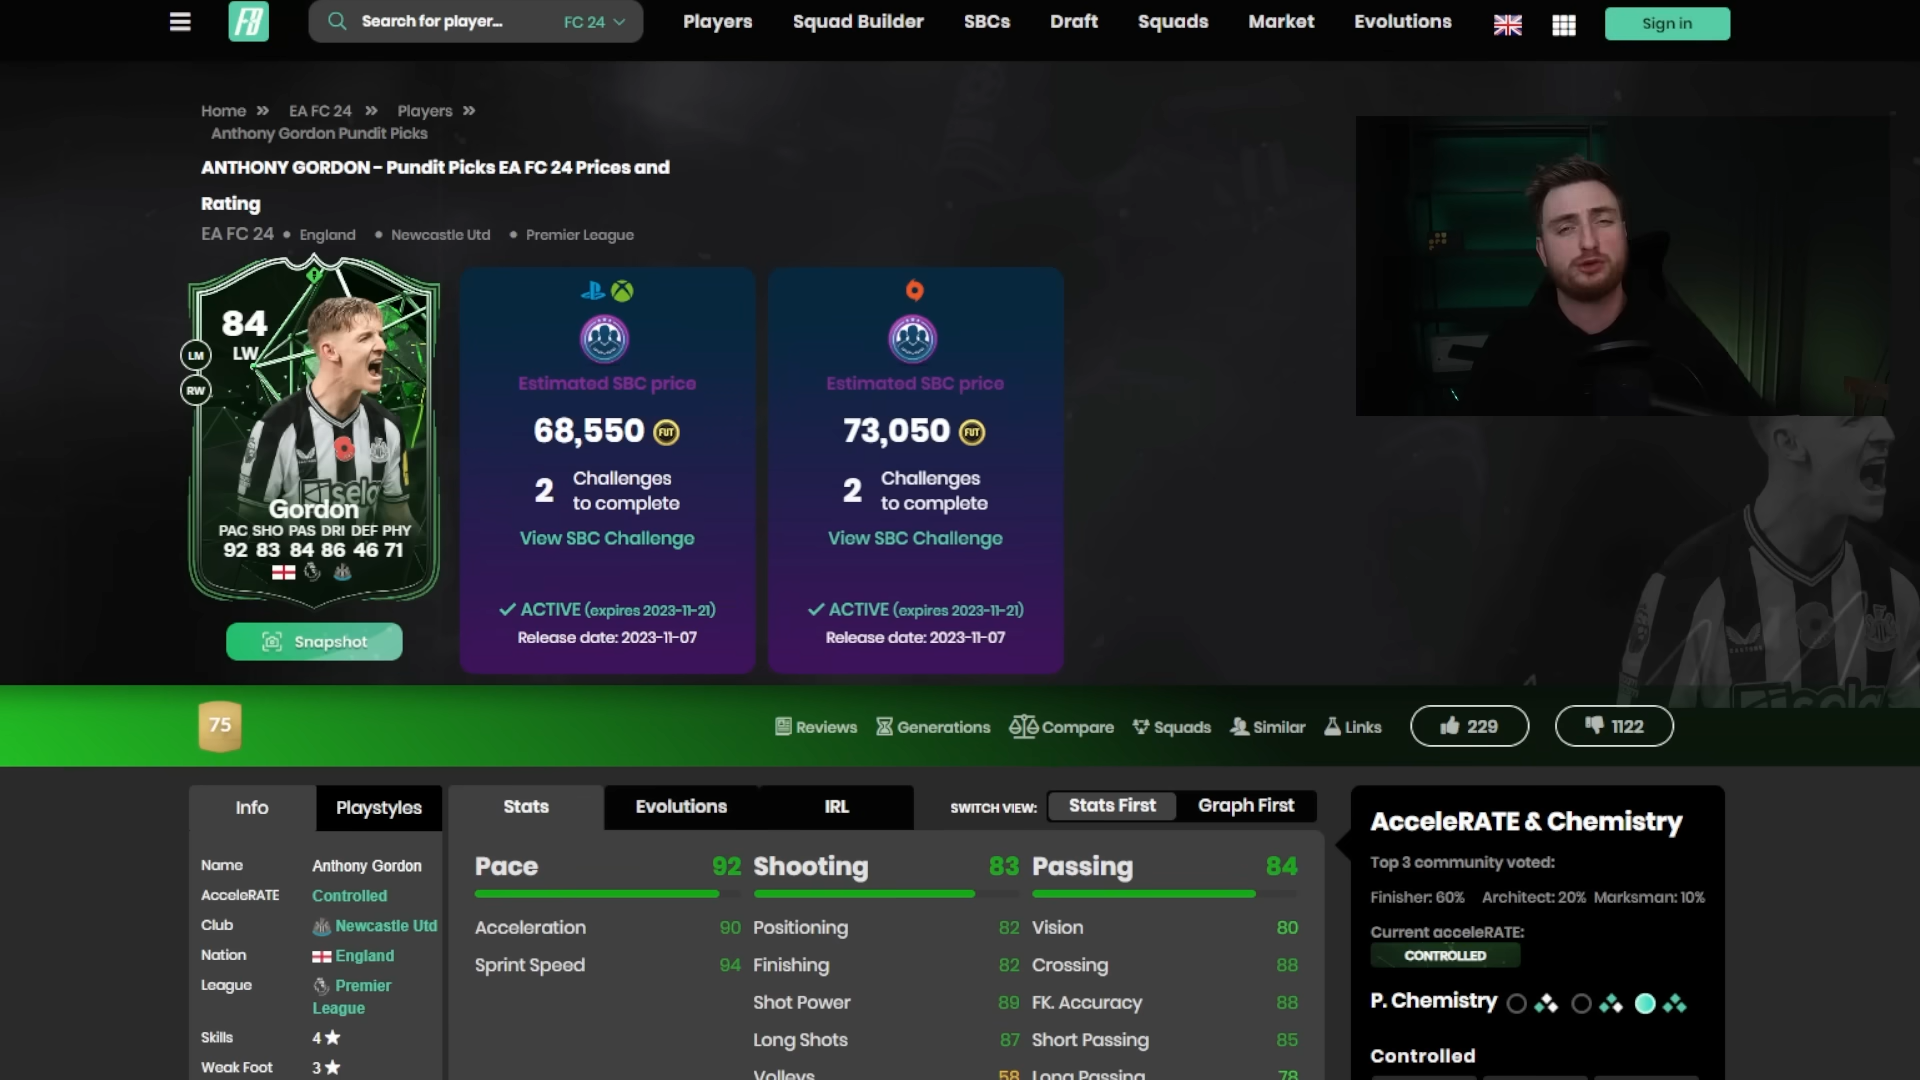 FB
Search for player...
FC 24
Players
Squad Builder
SBCs
Draft
Squads
Market
Evolutions
Sign in
Home » EA FC 24 » Players »
Anthony Gordon Pundit Picks
ANTHONY GORDON - Pundit Picks EA FC 24 Prices and
Rating
EA FC 24 • England • Newcastle Utd • Premier League
84
LW
LM
RW
Gordon
PAC SHO PAS DRI DEF PHY
92 83 84 86 46 71
Snapshot
Estimated SBC price
68,550 FUT
2 Challenges
to complete
View SBC Challenge
ACTIVE (expires 2023-11-21)
Release date: 2023-11-07
Estimated SBC price
73,050 FUT
2 Challenges
to complete
View SBC Challenge
ACTIVE (expires 2023-11-21)
Release date: 2023-11-07
75
Reviews
Generations
Compare
Squads
Similar
Links
229
1122
Info
Playstyles
Name Anthony Gordon
AcceleRATE Controlled
Club Newcastle Utd
Nation England
League Premier
League
Skills 4
Weak Foot 3
Stats
Evolutions
IRL
SWITCH VIEW:
Stats First
Graph First
Pace 92
Acceleration 90
Sprint Speed 94
Shooting 83
Positioning 82
Finishing 82
Shot Power 89
Long Shots 87
Volleys 58
Passing 84
Vision 80
Crossing 88
FK. Accuracy 88
Short Passing 85
Long Passing 78
AcceleRATE & Chemistry
Top 3 community voted:
Finisher: 60% Architect: 20% Marksman: 10%
Current acceleRATE:
CONTROLLED
P. Chemistry
Controlled